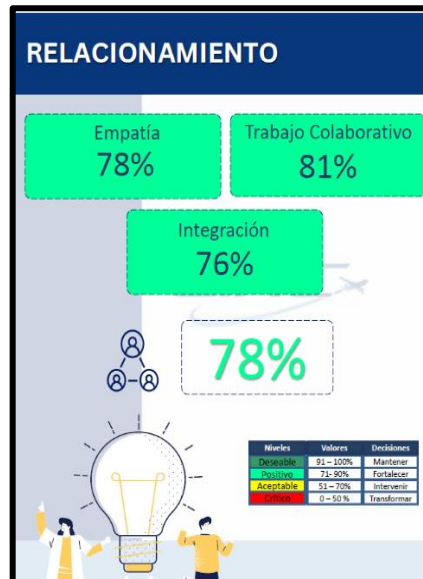 RELACIONAMIENTO
Empatía
78%
Trabajo Colaborativo
81%
Integración
76%
78%
Niveles Valores Decisiones
Deseable 91 – 100% Mantener
Positivo 71- 90% Fortalecer
Aceptable 51 – 70% Intervenir
Crítico 0 – 50 % Transformar